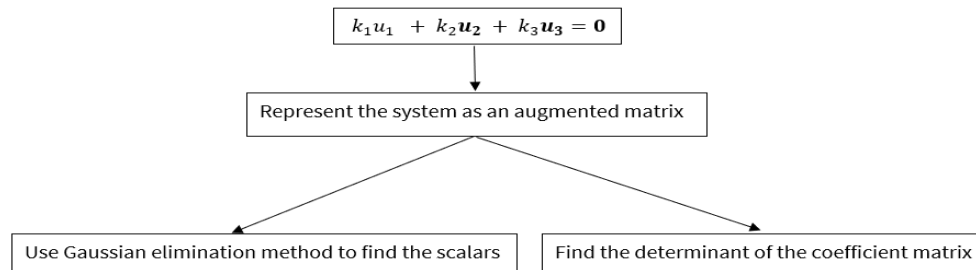 k₁u₁ + k₂u₂ + k₃u₃ = 0
Represent the system as an augmented matrix
Use Gaussian elimination method to find the scalars
Find the determinant of the coefficient matrix